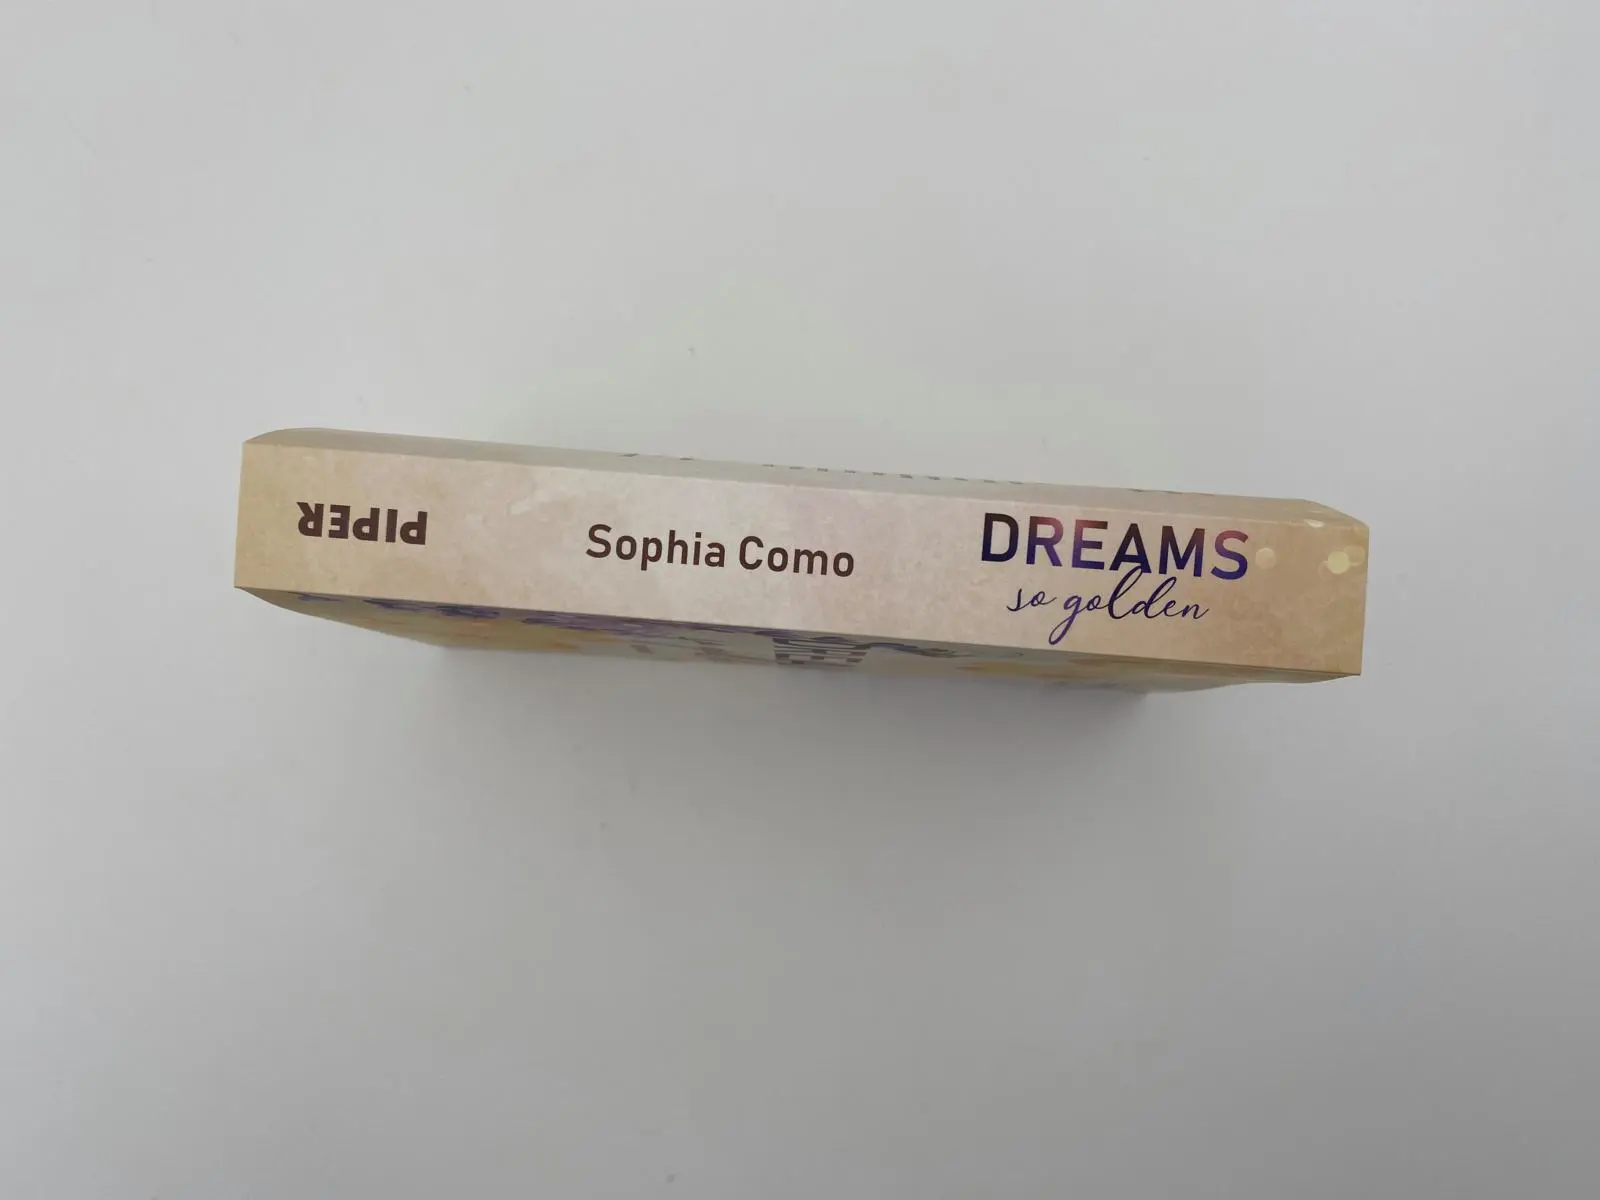 PIPER
Sophia Como
DREAMS
so golden